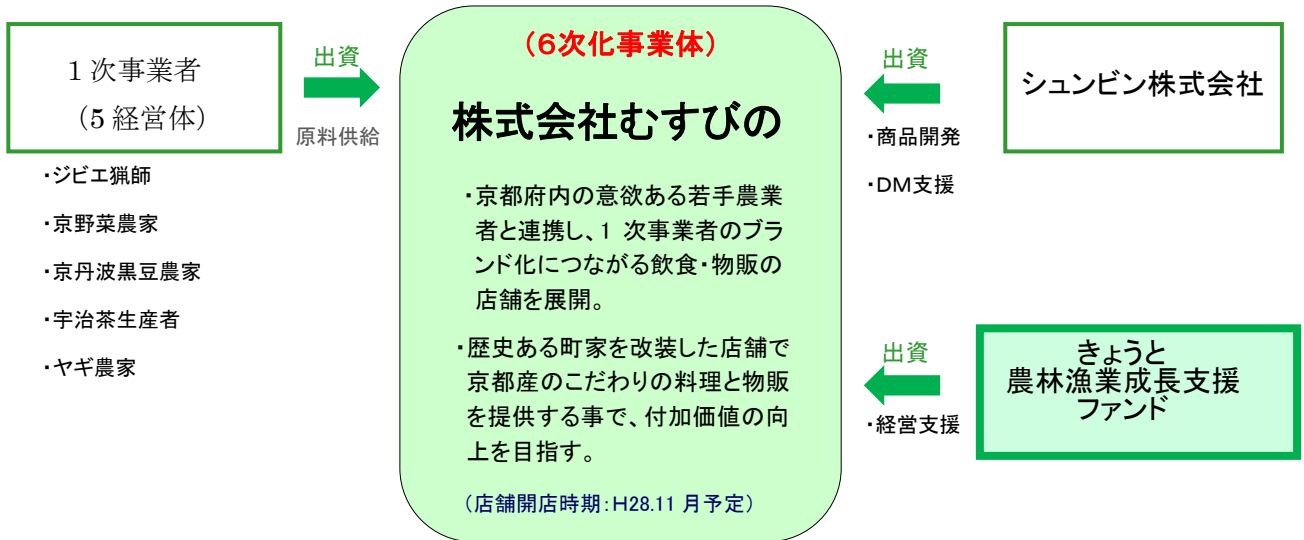 1 次事業者
（5 経営体）
・ジビエ猟師
・京野菜農家
・京丹波黒豆農家
・宇治茶生産者
・ヤギ農家
出資
原料供給
（６次化事業体）
株式会社むすびの
・京都府内の意欲ある若手農業
者と連携し、1 次事業者のブラ
ンド化につながる飲食・物販の
店舗を展開。
・歴史ある町家を改装した店舗で
京都産のこだわりの料理と物販
を提供する事で、付加価値の向
上を目指す。
（店舗開店時期：H28.11 月予定）
出資
・商品開発
・ＤＭ支援
シュンビン株式会社
出資
・経営支援
きょうと
農林漁業成長支援
ファンド